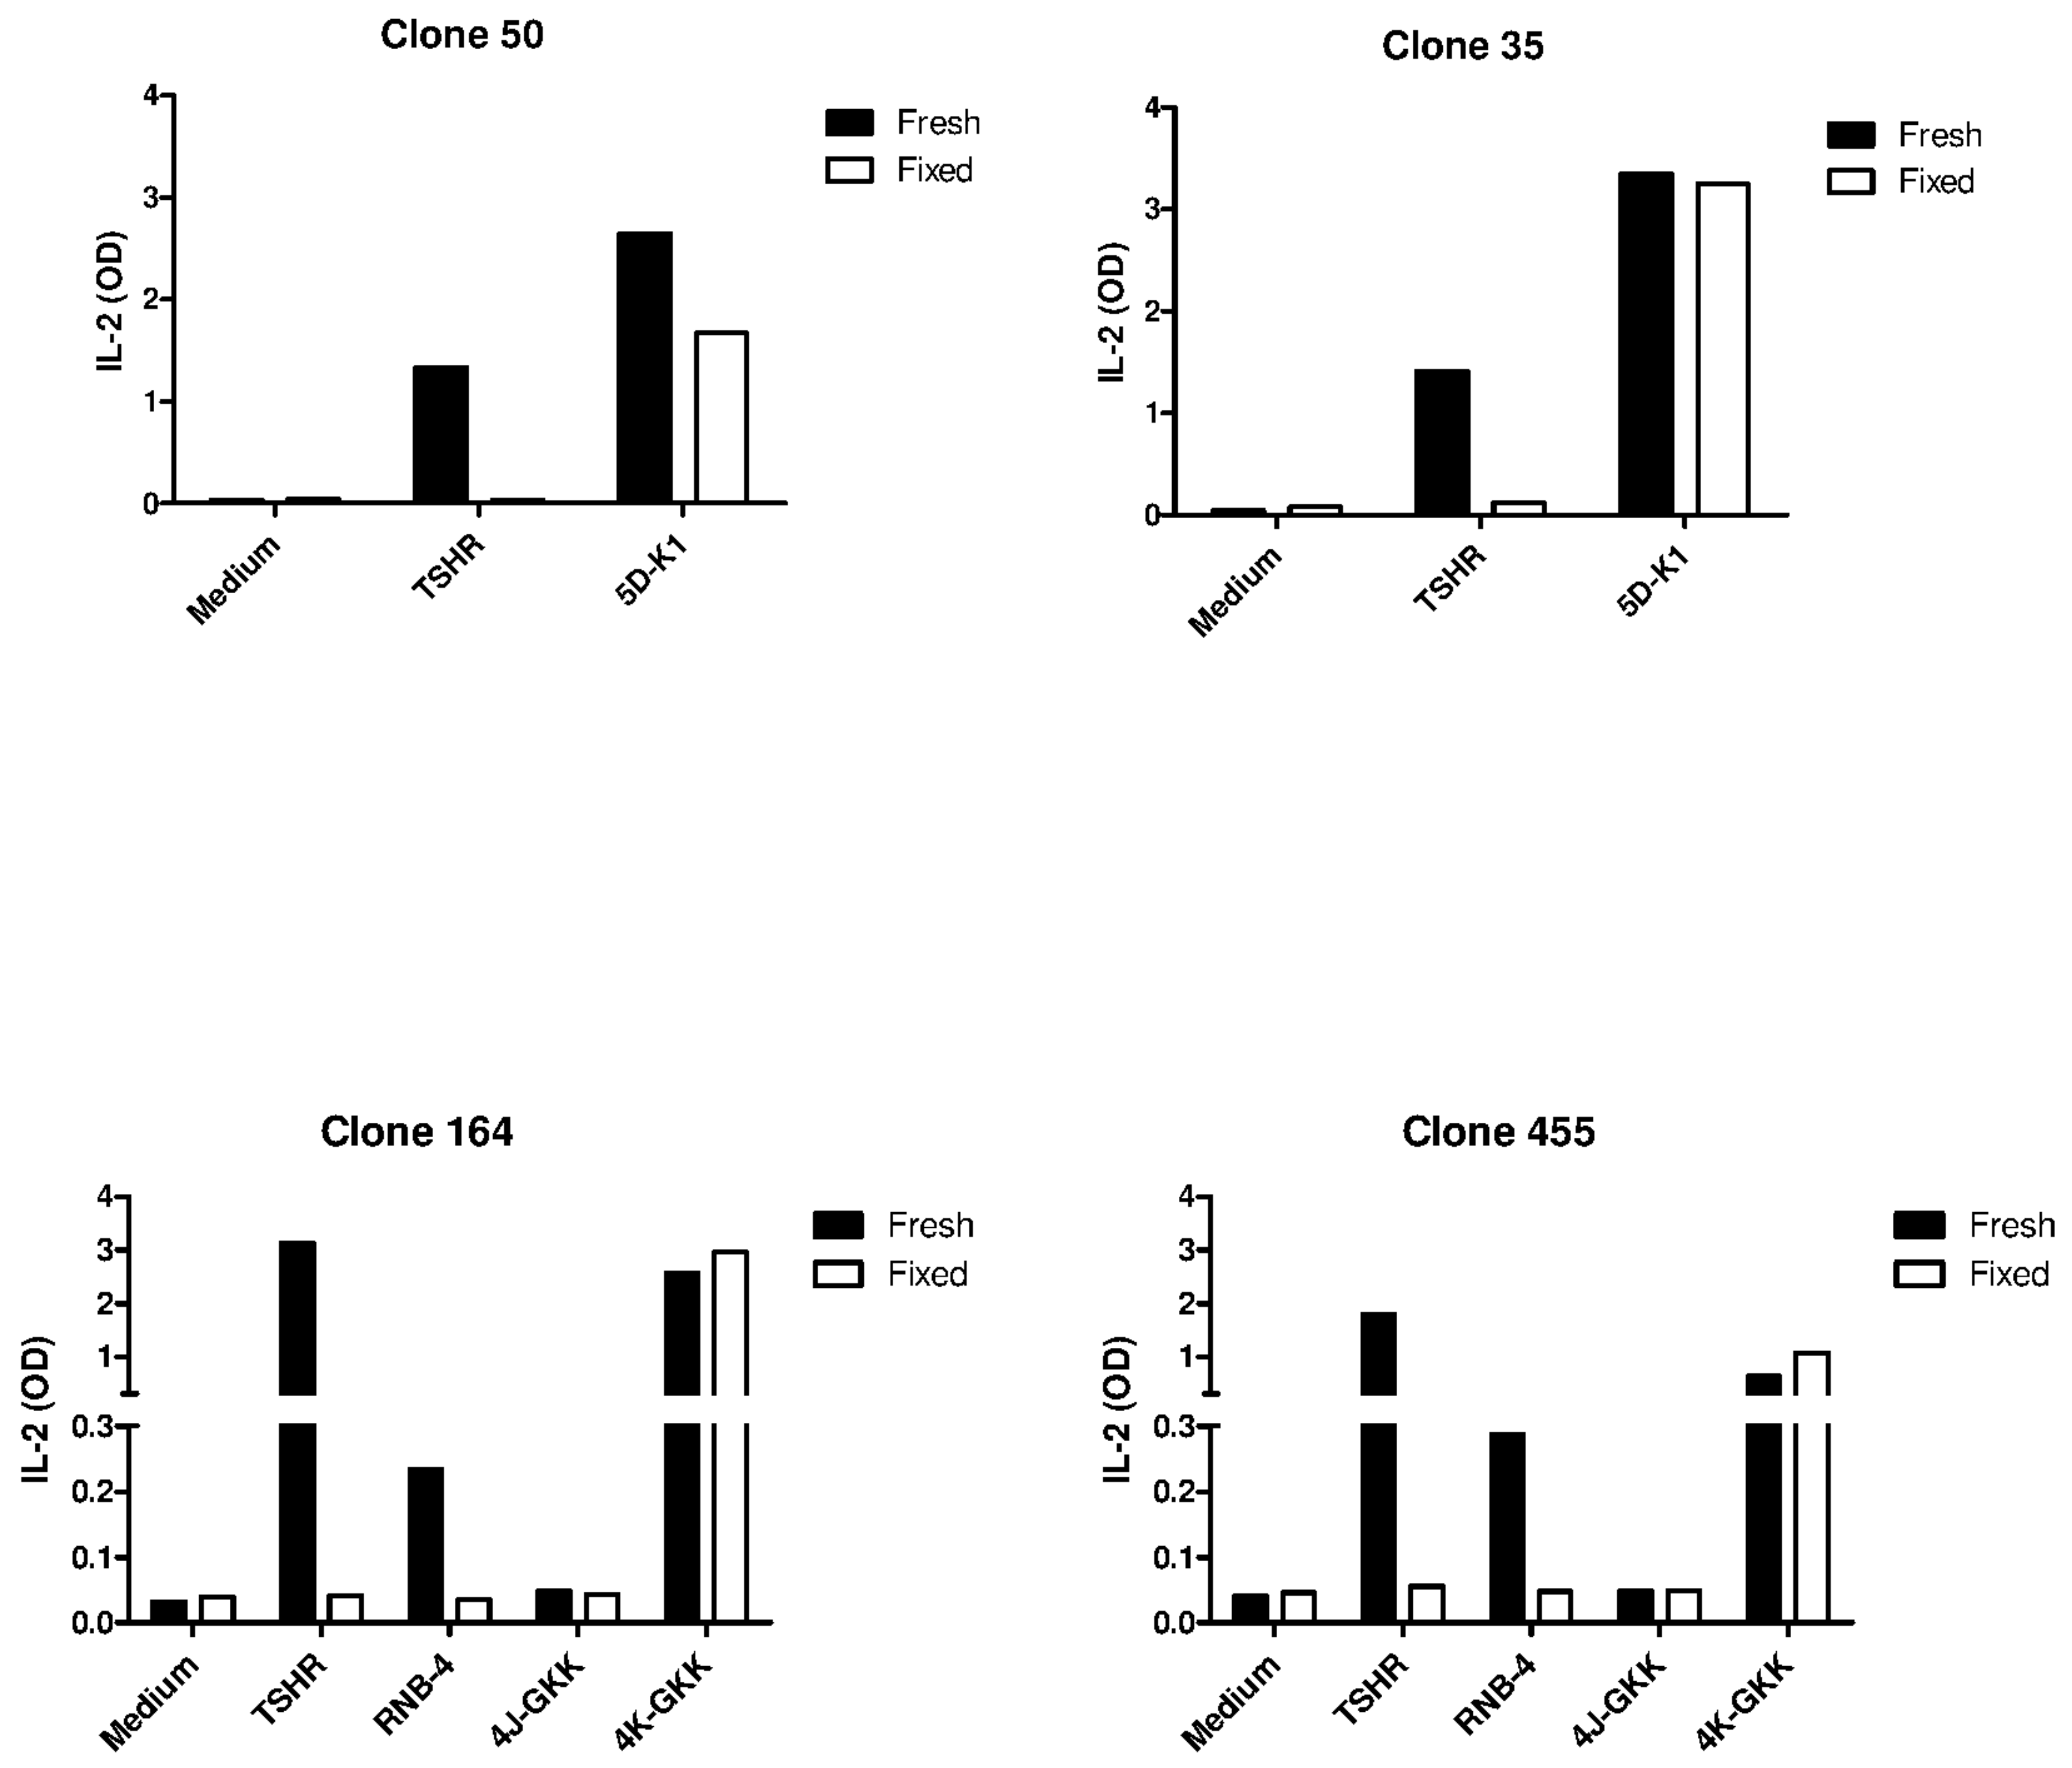 Clone 50
4
3
2
1
0
IL-2 (OD)
Fresh
Fixed
Medium
TSHR
5D-K1
Clone 35
4
3
2
1
0
IL-2 (OD)
Fresh
Fixed
Medium
TSHR
5D-K1
Clone 164
4
3
2
1
0.3
0.2
0.1
0.0
IL-2 (OD)
Fresh
Fixed
Medium
TSHR
RNB-4
4J-GKK
4K-GKK
Clone 455
4
3
2
1
0.3
0.2
0.1
0.0
IL-2 (OD)
Fresh
Fixed
Medium
TSHR
RNB-4
4J-GKK
4K-GKK